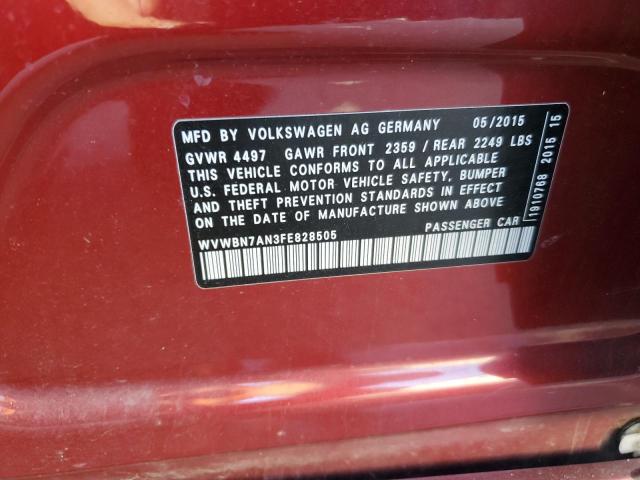 MFD BY VOLKSWAGEN AG GERMANY 05/2015
GVWR 4497 GAWR FRONT 2359 / REAR 2249 LBS
THIS VEHICLE CONFORMS TO ALL APPLICABLE
U.S. FEDERAL MOTOR VEHICLE SAFETY, BUMPER
AND THEFT PREVENTION STANDARDS IN EFFECT
ON THE DATE OF MANUFACTURE SHOWN ABOVE
WVWBN7AN3FE828505 PASSENGER CAR
1910768 2015 15